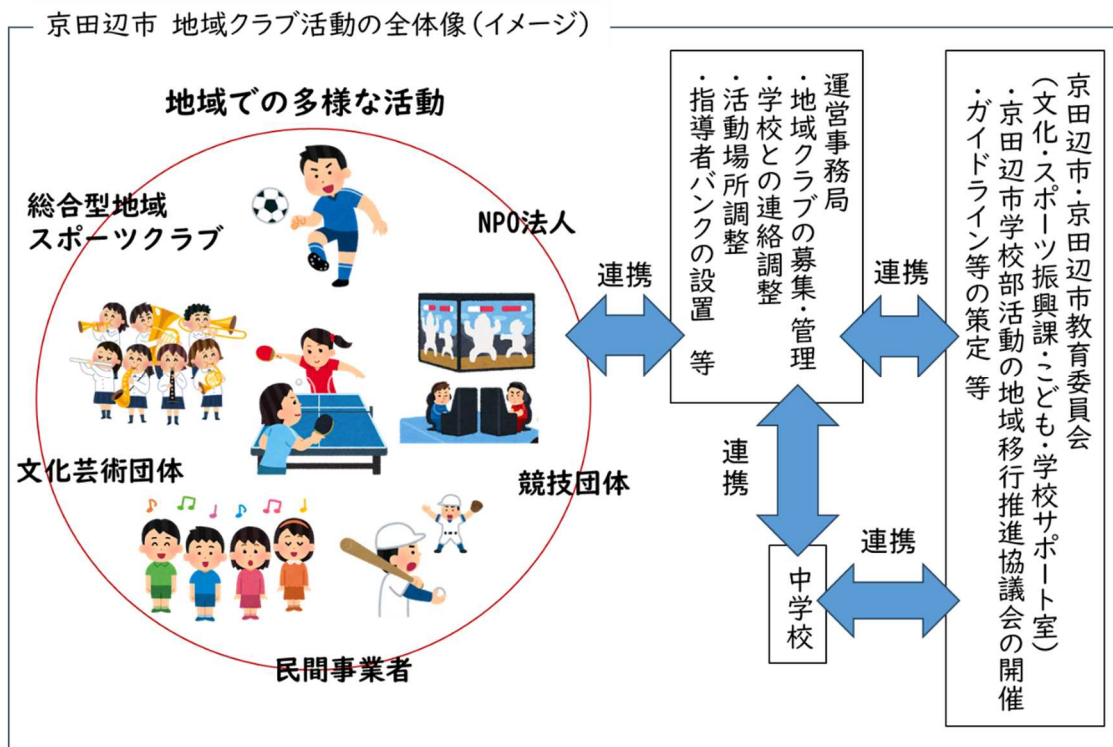 京田辺市 地域クラブ活動の全体像（イメージ）
地域での多様な活動
総合型地域
スポーツクラブ
NPO法人
文化芸術団体
競技団体
民間事業者
連携
運営事務局
・地域クラブの募集・管理
・学校との連絡調整
・活動場所調整
・指導者バンクの設置 等
連携
連携
中学校
連携
京田辺市・京田辺市教育委員会
（文化・スポーツ振興課・こども・学校サポート室）
・京田辺市学校部活動の地域移行推進協議会の開催
・ガイドライン等の策定 等